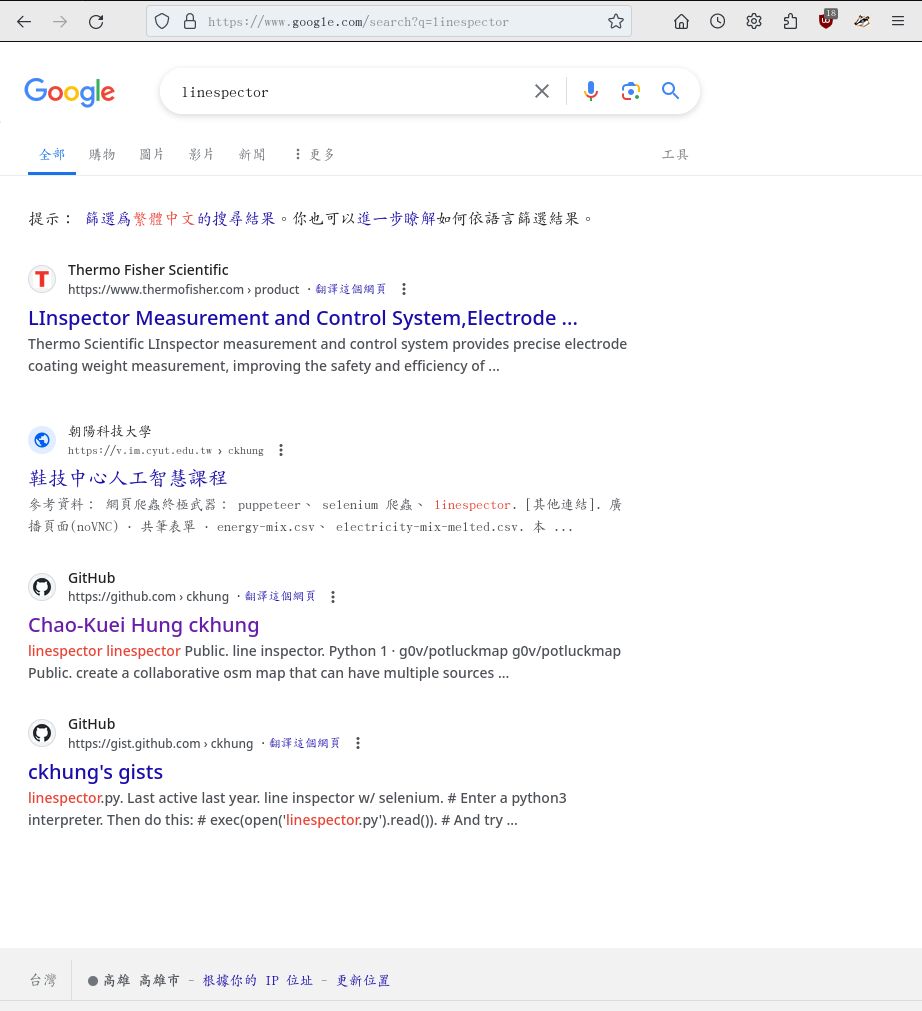 https://www.google.com/search?q=linespector
18
Google
linespector
全部 購物 圖片 影片 新聞 更多 工具
提示： 篩選為繁體中文的搜尋結果。你也可以進一步瞭解如何依語言篩選結果。
T
Thermo Fisher Scientific
https://www.thermofisher.com › product · 翻譯這個網頁
LInspector Measurement and Control System,Electrode ...
Thermo Scientific LInspector measurement and control system provides precise electrode
coating weight measurement, improving the safety and efficiency of ...
朝陽科技大學
https://v.im.cyut.edu.tw › ckhung
鞋技中心人工智慧課程
參考資料： 網頁爬蟲終極武器： puppeteer、 selenium 爬蟲、 linespector. [其他連結]. 廣
播頁面(noVNC) · 共筆表單 · energy-mix.csv、 electricity-mix-melted.csv. 本 ...
GitHub
https://github.com › ckhung · 翻譯這個網頁
Chao-Kuei Hung ckhung
linespector linespector Public. line inspector. Python 1 · g0v/potluckmap g0v/potluckmap
Public. create a collaborative osm map that can have multiple sources ...
GitHub
https://gist.github.com › ckhung · 翻譯這個網頁
ckhung's gists
linespector.py. Last active last year. line inspector w/ selenium. # Enter a python3
interpreter. Then do this: # exec(open('linespector.py').read()). # And try ...
台灣 高雄 高雄市 - 根據你的 IP 位址 - 更新位置